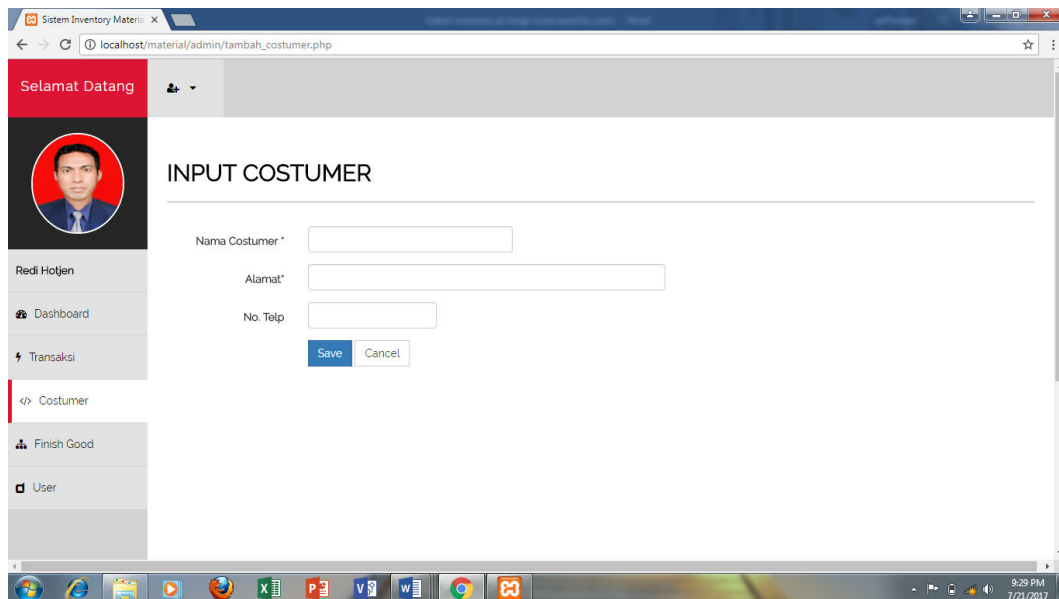 Sistem Inventory Materia
localhost/material/admin/tambah_costumer.php
Selamat Datang
INPUT COSTUMER
Nama Costumer *
Redi Hotjen
Alamat*
Dashboard
No. Telp
Save Cancel
Transaksi
Costumer
Finish Good
User
9:29 PM
7/21/2017